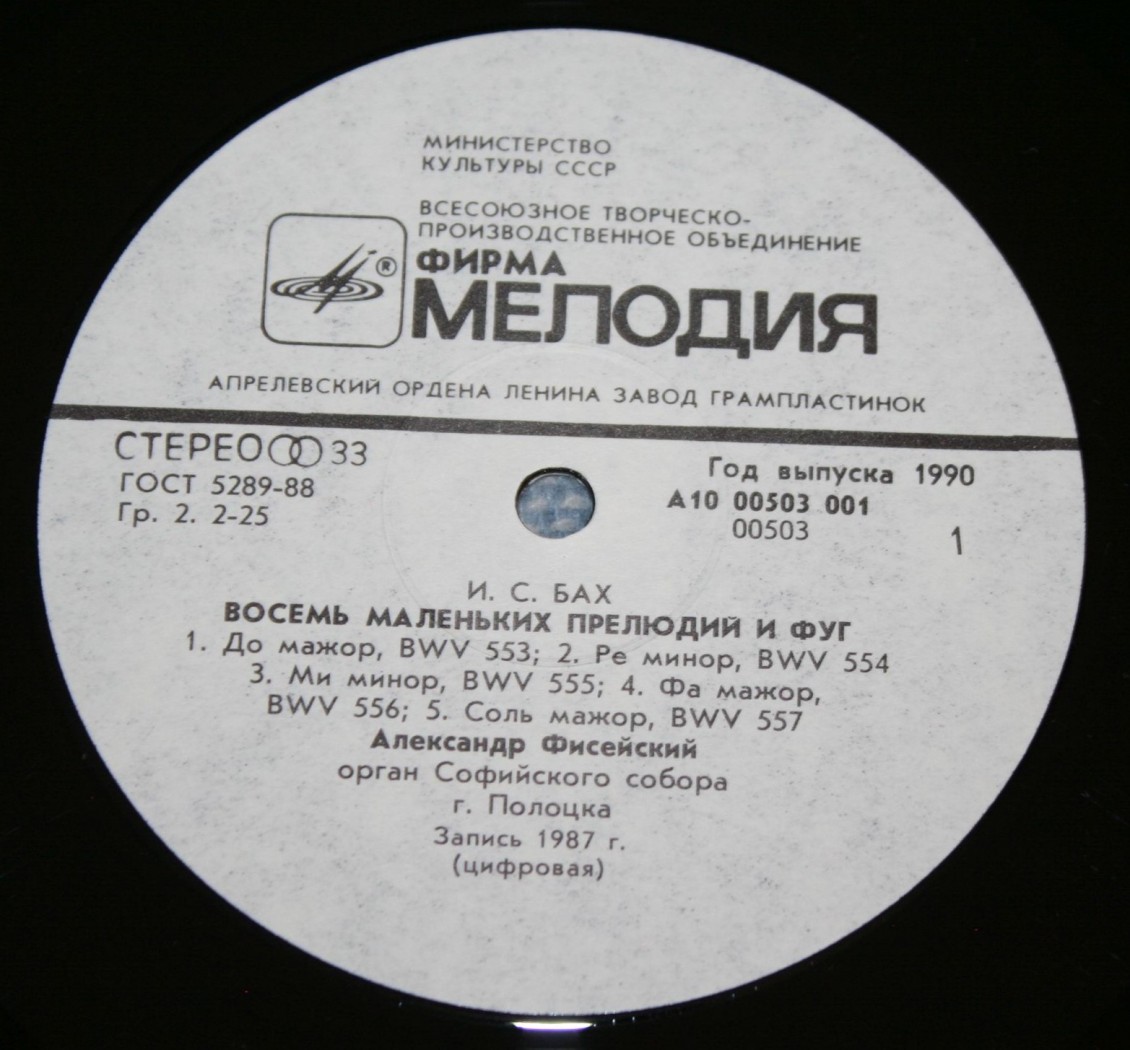 МИНИСТЕРСТВО
КУЛЬТУРЫ СССР
ВСЕСОЮЗНОЕ ТВОРЧЕСКО-
ПРОИЗВОДСТВЕННОЕ ОБЪЕДИНЕНИЕ
ФИРМА
®
МЕЛОДИЯ
АПРЕЛЕВСКИЙ ОРДЕНА ЛЕНИНА ЗАВОД ГРАМПЛАСТИНОК
СТЕРЕО 33
ГОСТ 5289-88
Гр. 2. 2-25
Год выпуска 1990
А10 00503 001
00503
1
И. С. БАХ
ВОСЕМЬ МАЛЕНЬКИХ ПРЕЛЮДИЙ И ФУГ
1. До мажор, BWV 553; 2. Ре минор, BWV 554
3. Ми минор, BWV 555; 4. Фа мажор,
BWV 556; 5. Соль мажор, BWV 557
Александр Фисейский
орган Софийского собора
г. Полоцка
Запись 1987 г.
(цифровая)